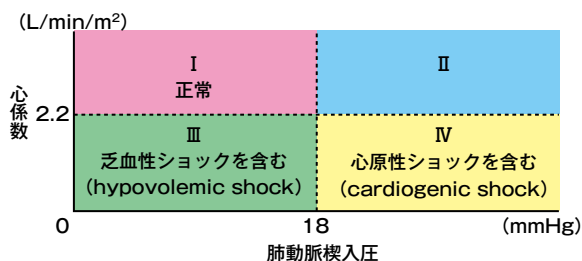 (L/min/m²)
心係数
2.2
Ⅰ
正常
Ⅱ
Ⅲ
乏血性ショックを含む
(hypovolemic shock)
Ⅳ
心原性ショックを含む
(cardiogenic shock)
0
18
(mmHg)
肺動脈楔入圧